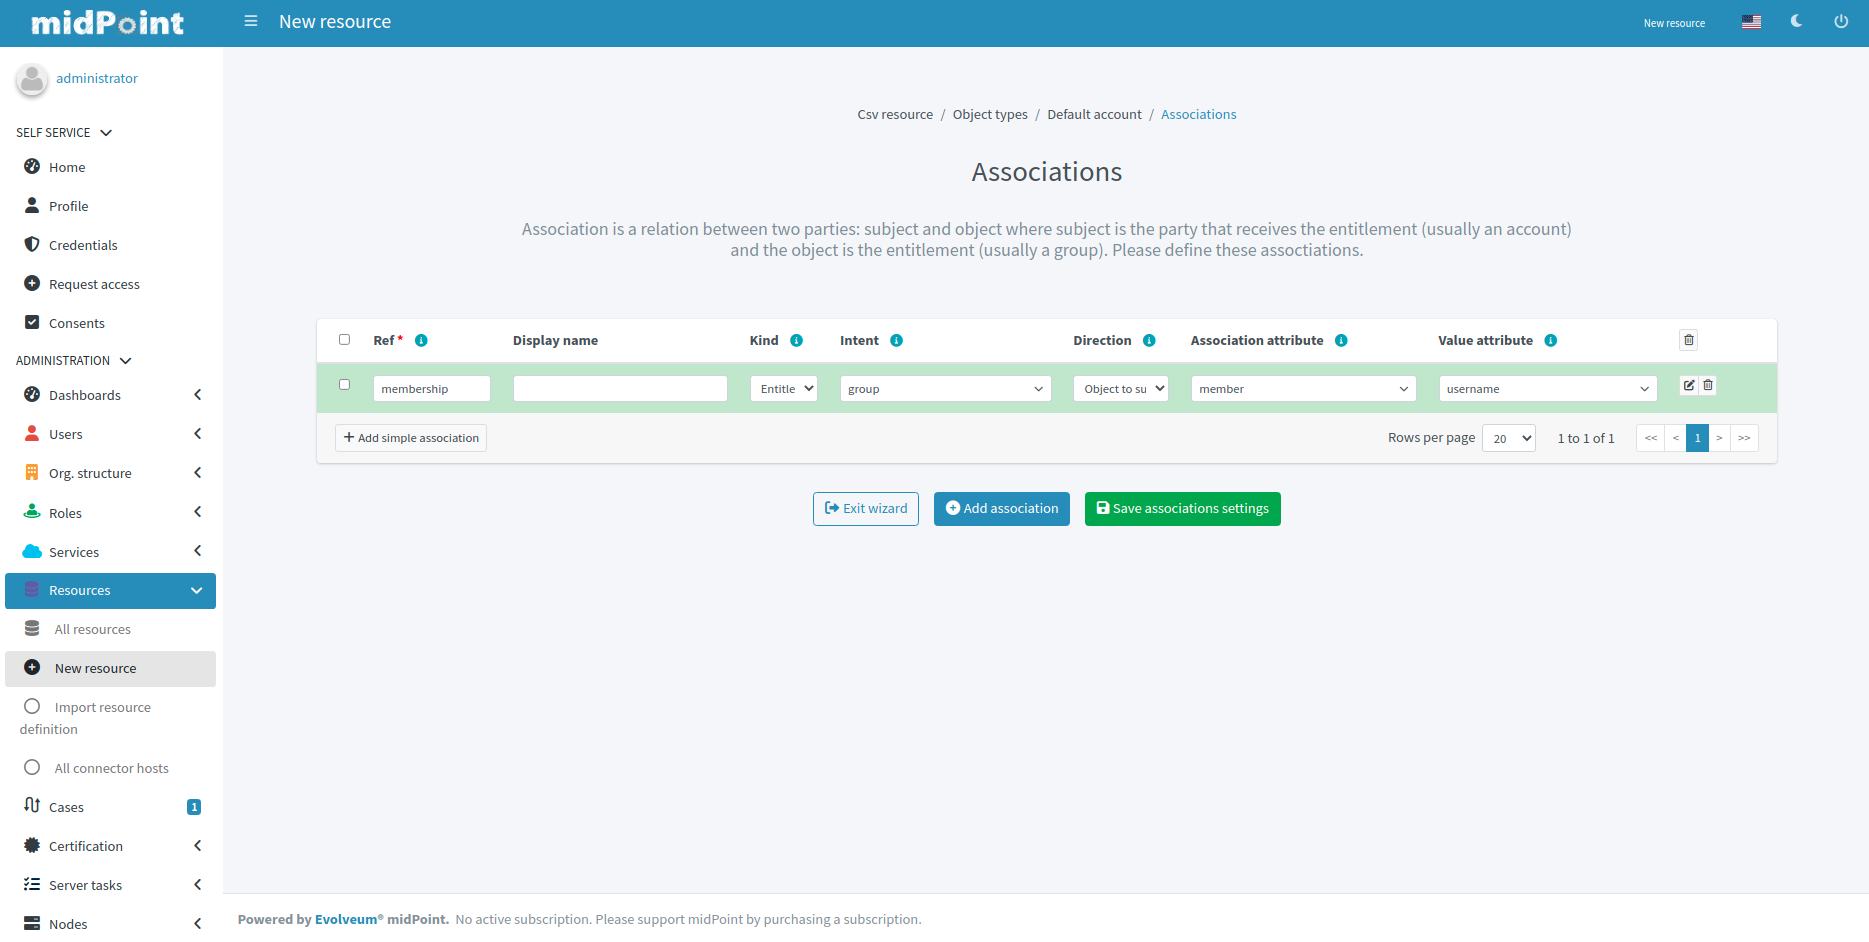 midPoint
New resource
New resource
administrator
SELF SERVICE
Home
Profile
Credentials
Request access
Consents
ADMINISTRATION
Dashboards
Users
Org. structure
Roles
Services
Resources
All resources
New resource
Import resource
definition
All connector hosts
Cases 1
Certification
Server tasks
Nodes
Csv resource / Object types / Default account / Associations
Associations
Association is a relation between two parties: subject and object where subject is the party that receives the entitlement (usually an account)
and the object is the entitlement (usually a group). Please define these assoctiations.
Ref * Display name Kind Intent Direction Association attribute Value attribute
membership Entitle group Object to su member username
+ Add simple association Rows per page 20 1 to 1 of 1 << < 1 > >>
Exit wizard Add association Save associations settings
Powered by Evolveum® midPoint. No active subscription. Please support midPoint by purchasing a subscription.